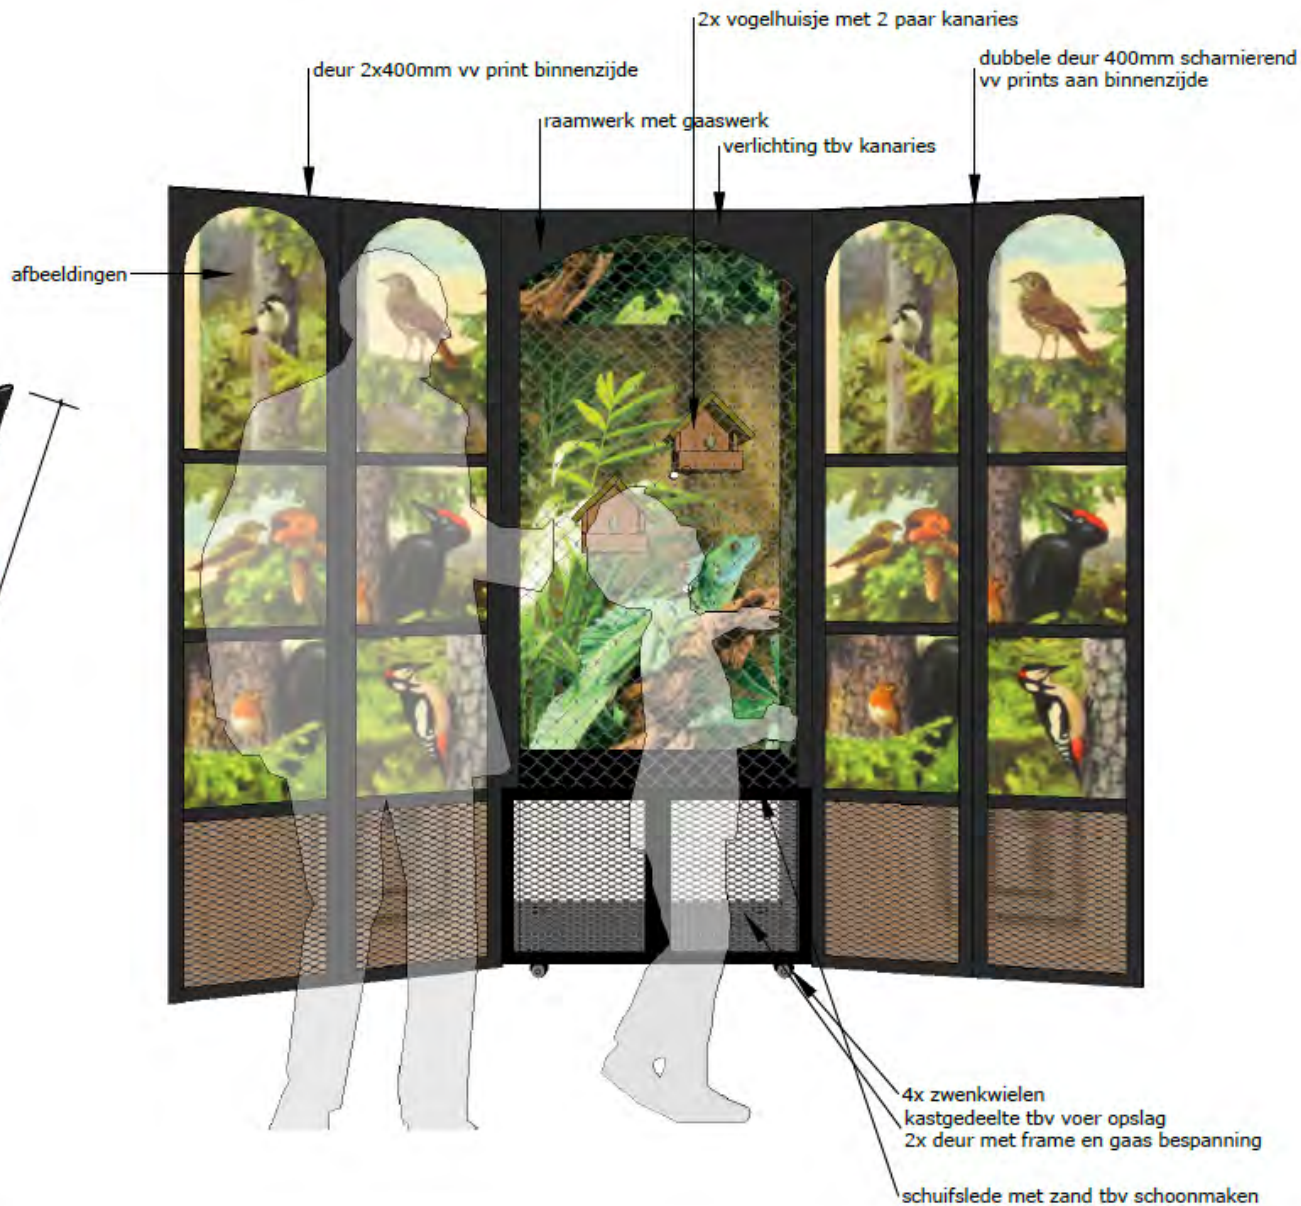 2x vogelhuisje met 2 paar kanaries
deur 2x400mm vv print binnenzijde
dubbele deur 400mm scharnierend
vv prints aan binnenzijde
raamwerk met gaaswerk
verlichting tbv kanaries
afbeeldingen
4x zwenkwielen
kastgedeelte tbv voer opslag
2x deur met frame en gaas bespanning
schuifslede met zand tbv schoonmaken